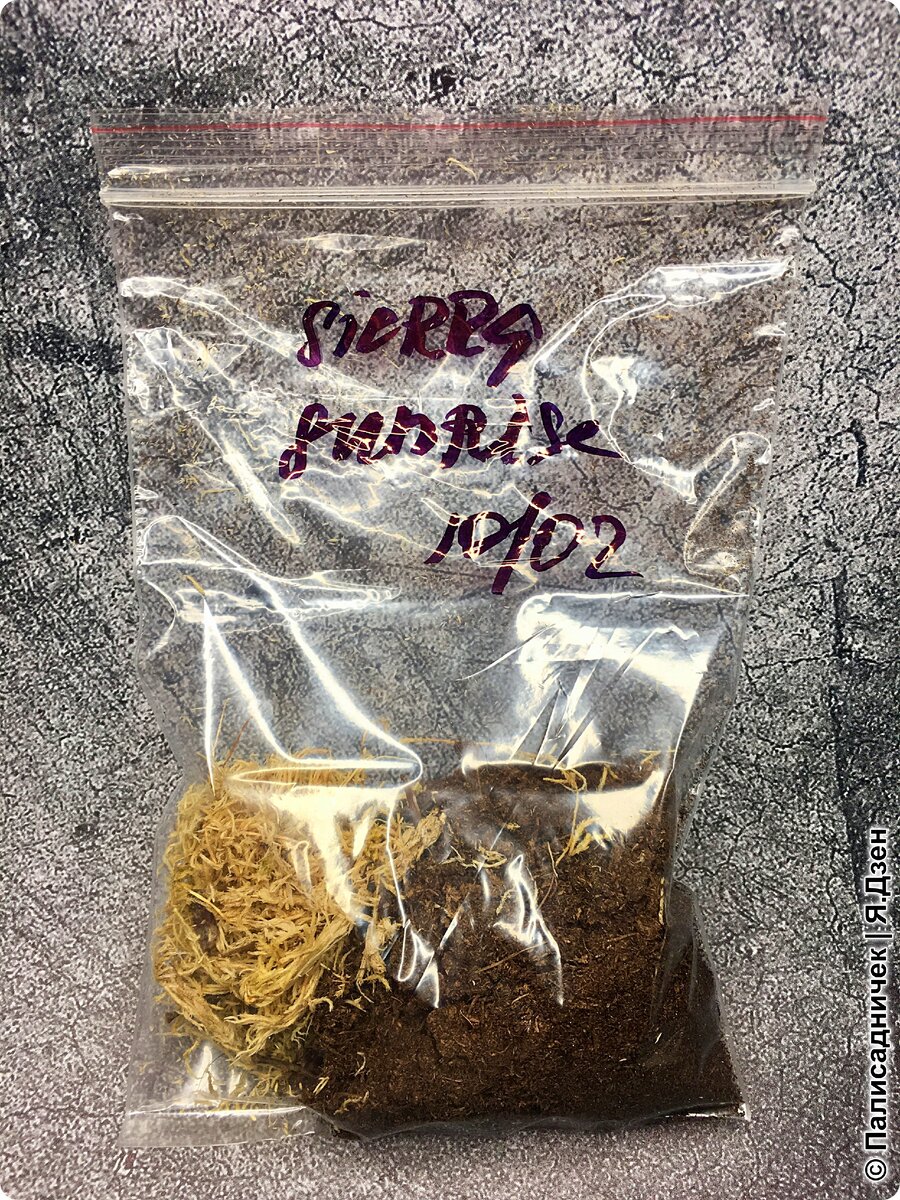 Sierra
sunrise
10/02
© Палисадничек | Я.Дзен